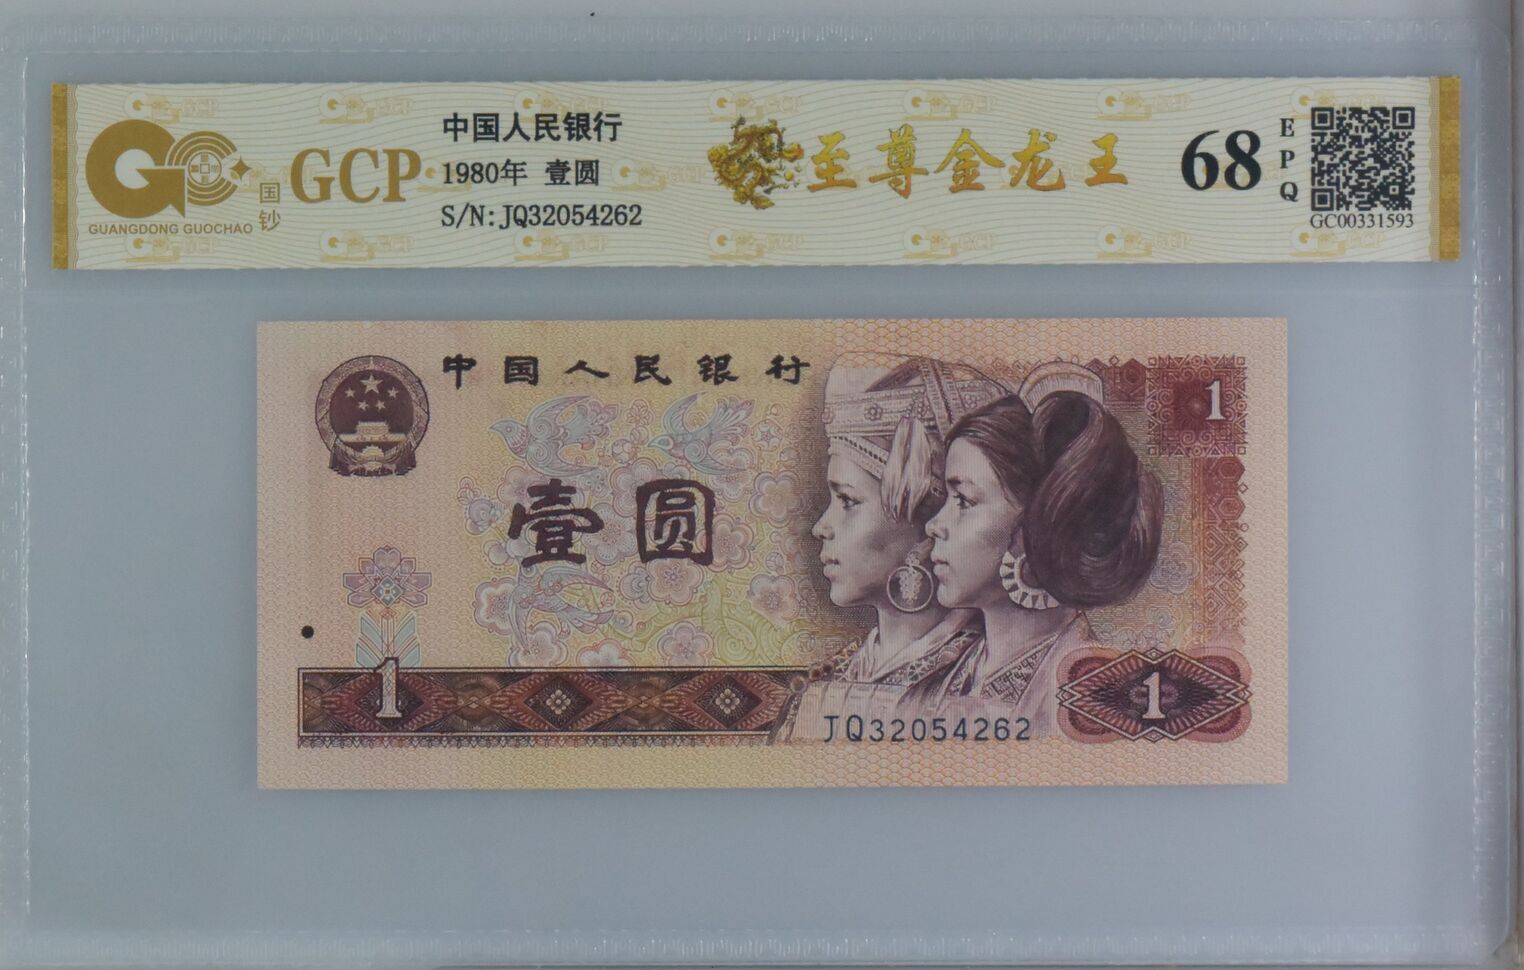 GCP
国钞
GUANGDONG GUOCHAO
中国人民银行
1980年 壹圆
S/N:JQ32054262
至尊金龙王
68
EPQ
GC00331593
中国人民银行
1
壹圆
1
JQ32054262
1